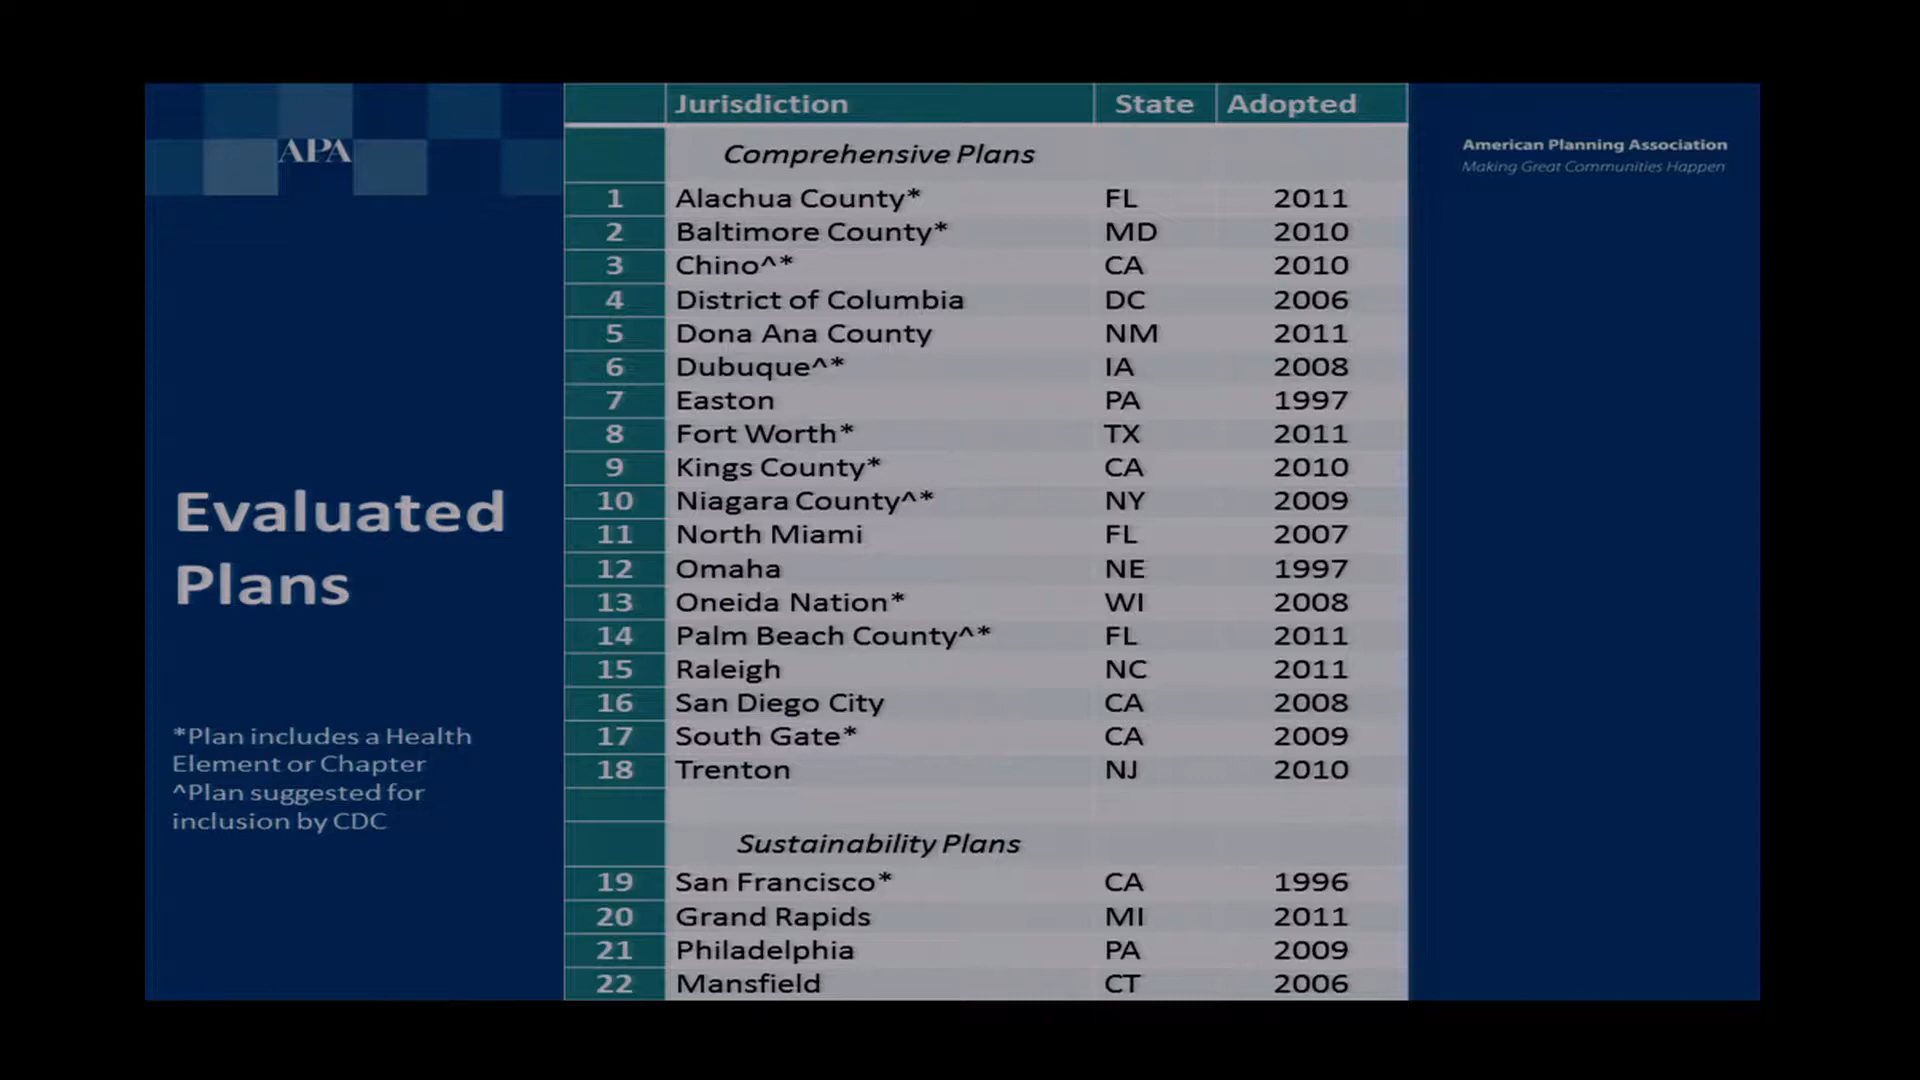 APA
American Planning Association
Making Great Communities Happen
Evaluated
Plans
*Plan includes a Health
Element or Chapter
^Plan suggested for
inclusion by CDC
Jurisdiction State Adopted
Comprehensive Plans
1 Alachua County* FL 2011
2 Baltimore County* MD 2010
3 Chino^* CA 2010
4 District of Columbia DC 2006
5 Dona Ana County NM 2011
6 Dubuque^* IA 2008
7 Easton PA 1997
8 Fort Worth* TX 2011
9 Kings County* CA 2010
10 Niagara County^* NY 2009
11 North Miami FL 2007
12 Omaha NE 1997
13 Oneida Nation* WI 2008
14 Palm Beach County^* FL 2011
15 Raleigh NC 2011
16 San Diego City CA 2008
17 South Gate* CA 2009
18 Trenton NJ 2010
Sustainability Plans
19 San Francisco* CA 1996
20 Grand Rapids MI 2011
21 Philadelphia PA 2009
22 Mansfield CT 2006